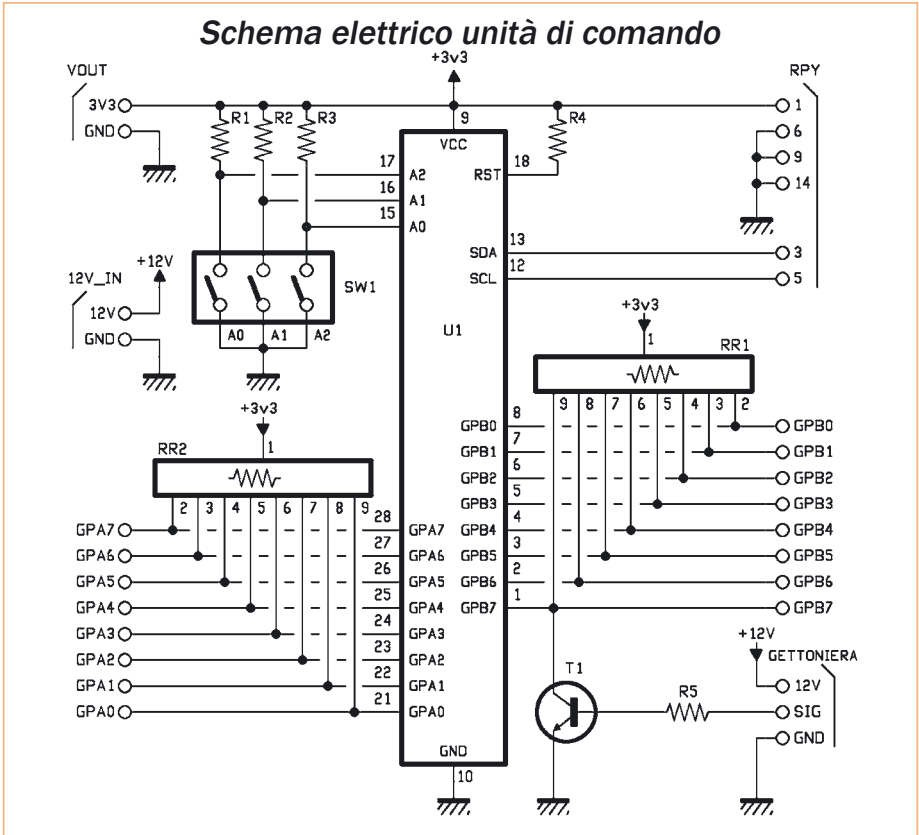 Schema elettrico unità di comando
+3v3
VOUT
RPY
3V3
GND
R1
R2
R3
R4
9
VCC
1
6
9
14
17
A2
16
A1
15
A0
18
RST
13
SDA
3
12
SCL
5
+12V
12V_IN
12V
GND
SW1
A0
A1
A2
U1
+3v3
1
RR1
9 8 7 6 5 4 3 2
8
GPB0
GPB0
7
GPB1
GPB1
6
GPB2
GPB2
5
GPB3
GPB3
4
GPB4
GPB4
3
GPB5
GPB5
2
GPB6
GPB6
1
GPB7
GPB7
+3v3
1
RR2
2 3 4 5 6 7 8 9
GPA7
28
GPA7
GPA6
27
GPA6
GPA5
26
GPA5
GPA4
25
GPA4
GPA3
24
GPA3
GPA2
23
GPA2
GPA1
22
GPA1
GPA0
21
GPA0
+12V
GETTONIERA
12V
T1
R5
SIG
GND
GND
10